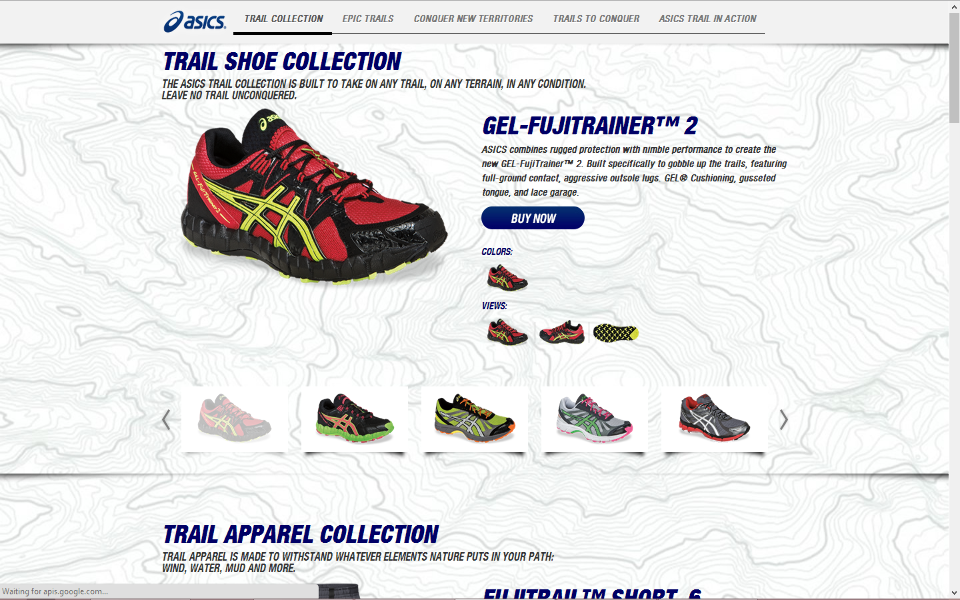 asics.
TRAIL COLLECTION
EPIC TRAILS
CONQUER NEW TERRITORIES
TRAILS TO CONQUER
ASICS TRAIL IN ACTION
TRAIL SHOE COLLECTION
THE ASICS TRAIL COLLECTION IS BUILT TO TAKE ON ANY TRAIL, ON ANY TERRAIN, IN ANY CONDITION.
LEAVE NO TRAIL UNCONQUERED.
asics
GEL-FUJITRAINER 2
GEL-FUJITRAINER™ 2
ASICS combines rugged protection with nimble performance to create the
new GEL-FujiTrainer™ 2. Built specifically to gobble up the trails, featuring
full-ground contact, aggressive outsole lugs. GEL® Cushioning, gusseted
tongue, and lace garage.
BUY NOW
COLORS:
VIEWS:
TRAIL APPAREL COLLECTION
TRAIL APPAREL IS MADE TO WITHSTAND WHATEVER ELEMENTS NATURE PUTS IN YOUR PATH:
WIND, WATER, MUD AND MORE.
FUJITRAIL™ SHORT, 6
Waiting for apis.google.com...